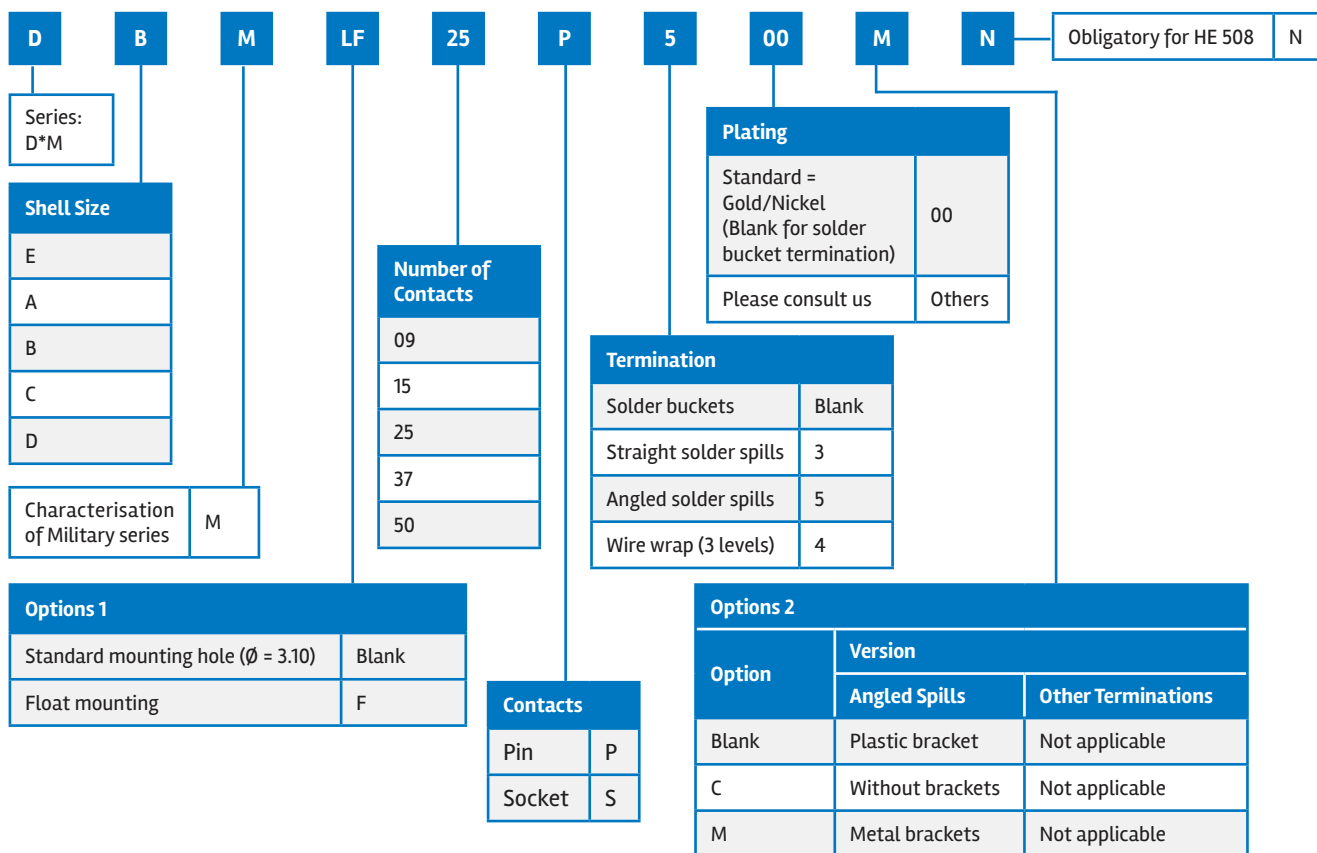 D B M LF 25 P 5 00 M N
Obligatory for HE 508 N
Series:
D*M
Shell Size
E
A
B
C
D
Characterisation
of Military series
M
Options 1
Standard mounting hole (Ø = 3.10) Blank
Float mounting F
Number of
Contacts
09
15
25
37
50
Contacts
Pin P
Socket S
Termination
Solder buckets Blank
Straight solder spills 3
Angled solder spills 5
Wire wrap (3 levels) 4
Plating
Standard =
Gold/Nickel
(Blank for solder
bucket termination)
00
Please consult us Others
Options 2
Option
Version
Angled Spills Other Terminations
Blank Plastic bracket Not applicable
C Without brackets Not applicable
M Metal brackets Not applicable